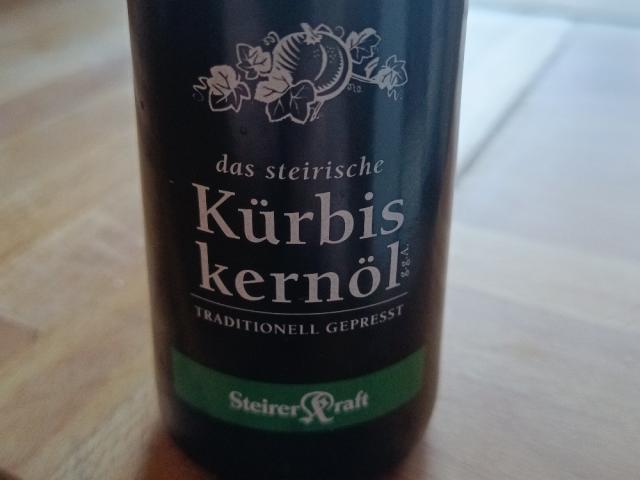 das steirische
Kürbis
kernöl g.g.A.
TRADITIONELL GEPRESST
SteirerKraft